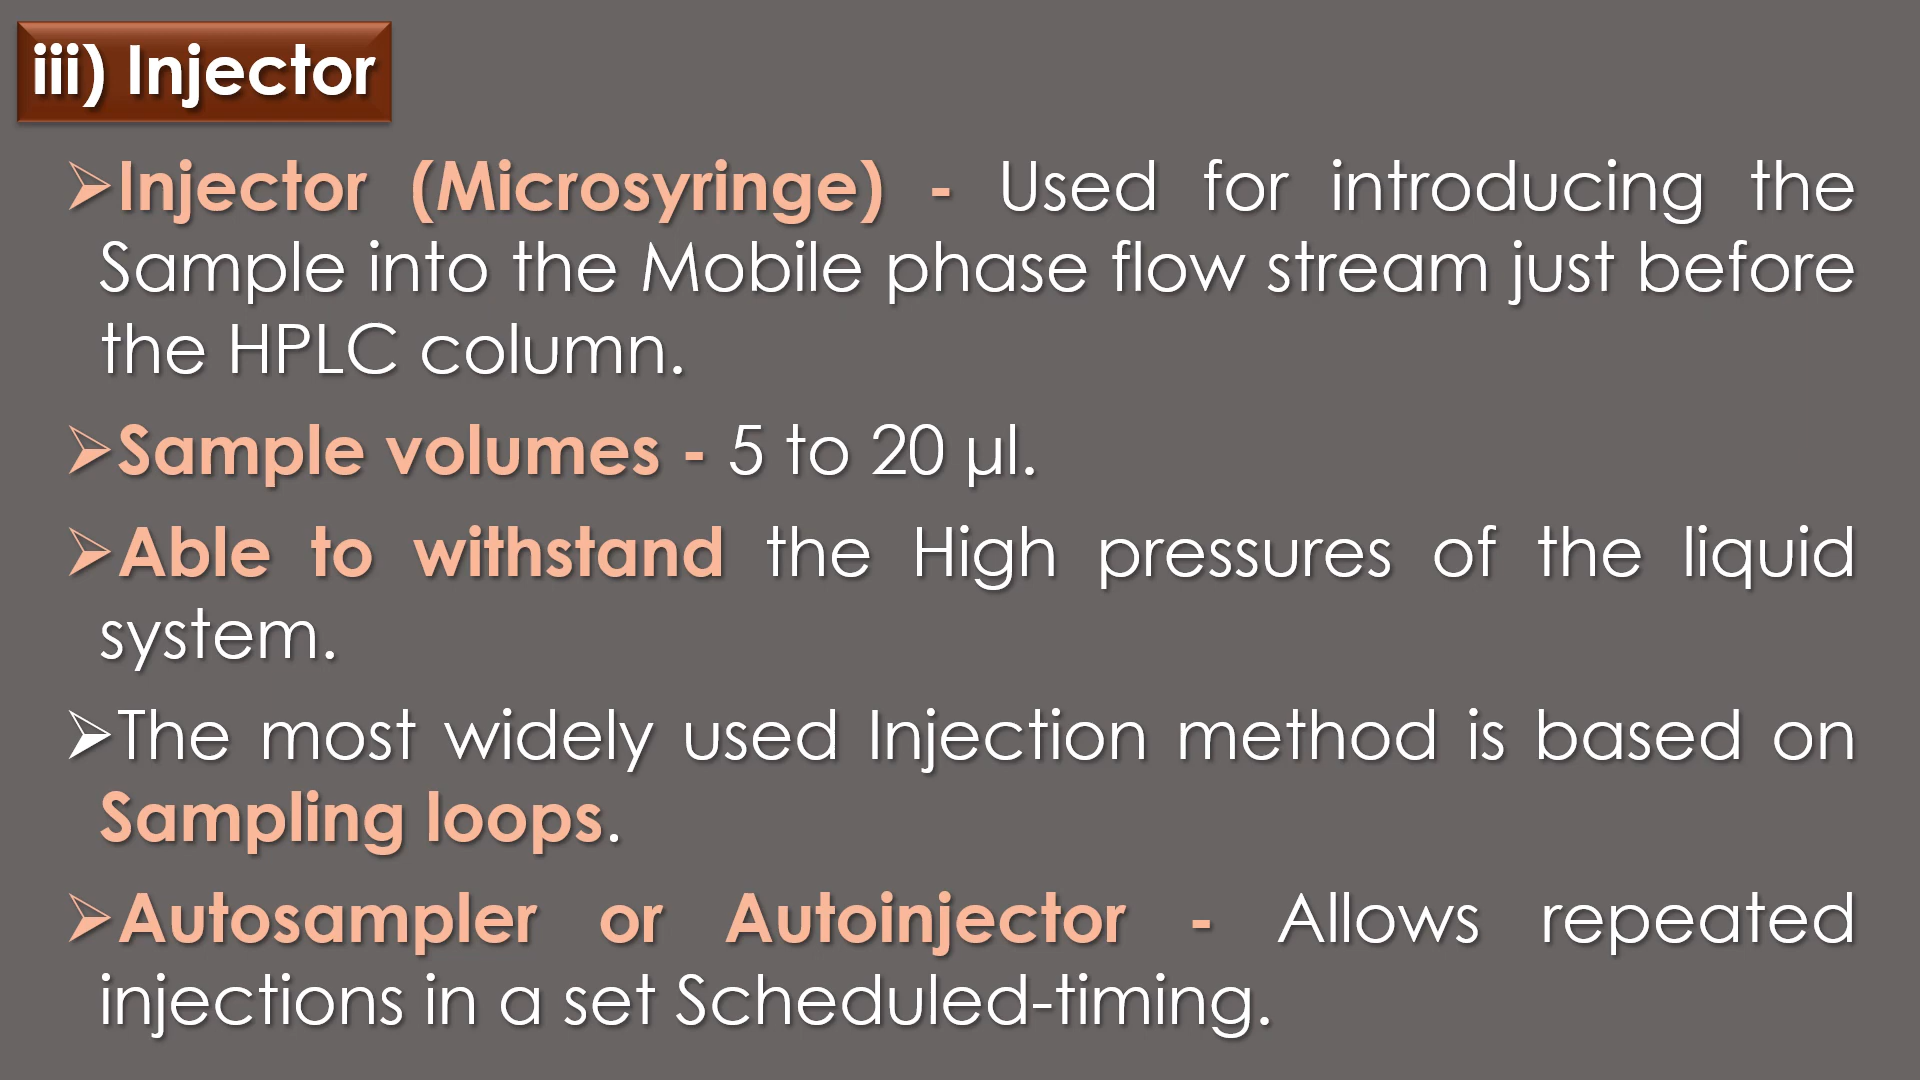 iii) Injector
➢Injector (Microsyringe) - Used for introducing the
Sample into the Mobile phase flow stream just before
the HPLC column.
➢Sample volumes - 5 to 20 µl.
➢Able to withstand the High pressures of the liquid
system.
➢The most widely used Injection method is based on
Sampling loops.
➢Autosampler or Autoinjector - Allows repeated
injections in a set Scheduled-timing.